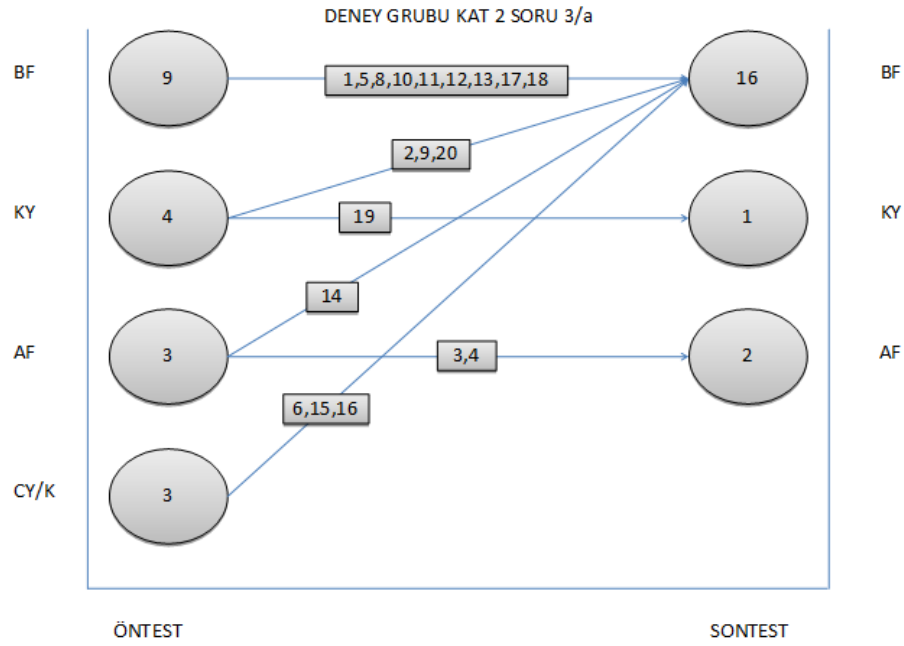 DENEY GRUBU KAT 2 SORU 3/a
BF 9 1,5,8,10,11,12,13,17,18 16 BF
2,9,20
KY 4 19 1 KY
14
AF 3 3,4 2 AF
6,15,16
CY/K 3
ÖNTEST SONTEST